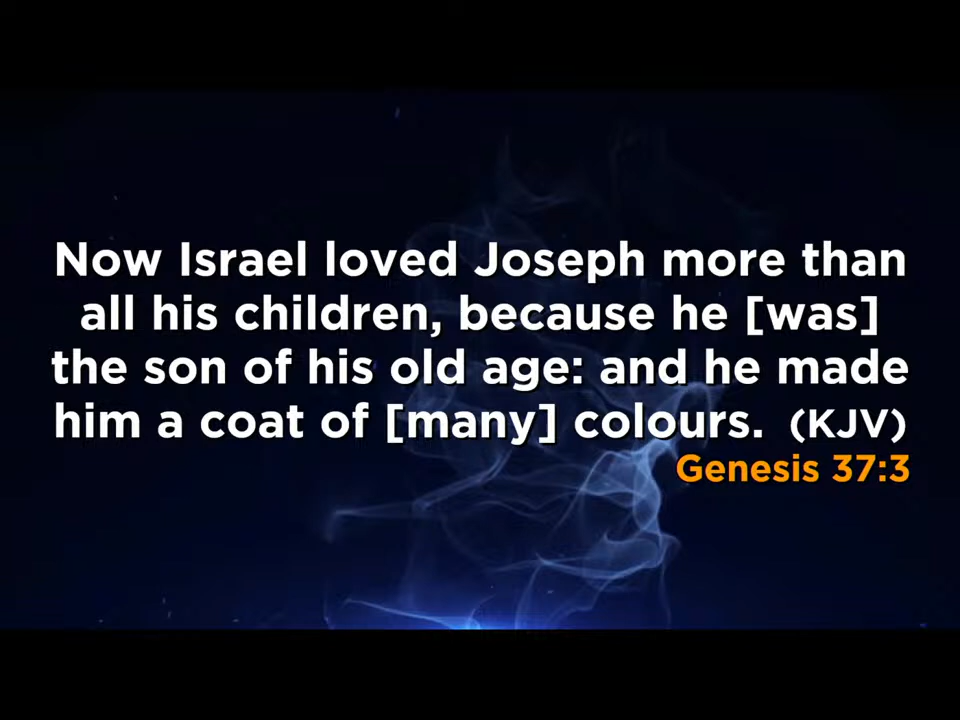 Now Israel loved Joseph more than
all his children, because he [was]
the son of his old age: and he made
him a coat of [many] colours. (KJV)
Genesis 37:3